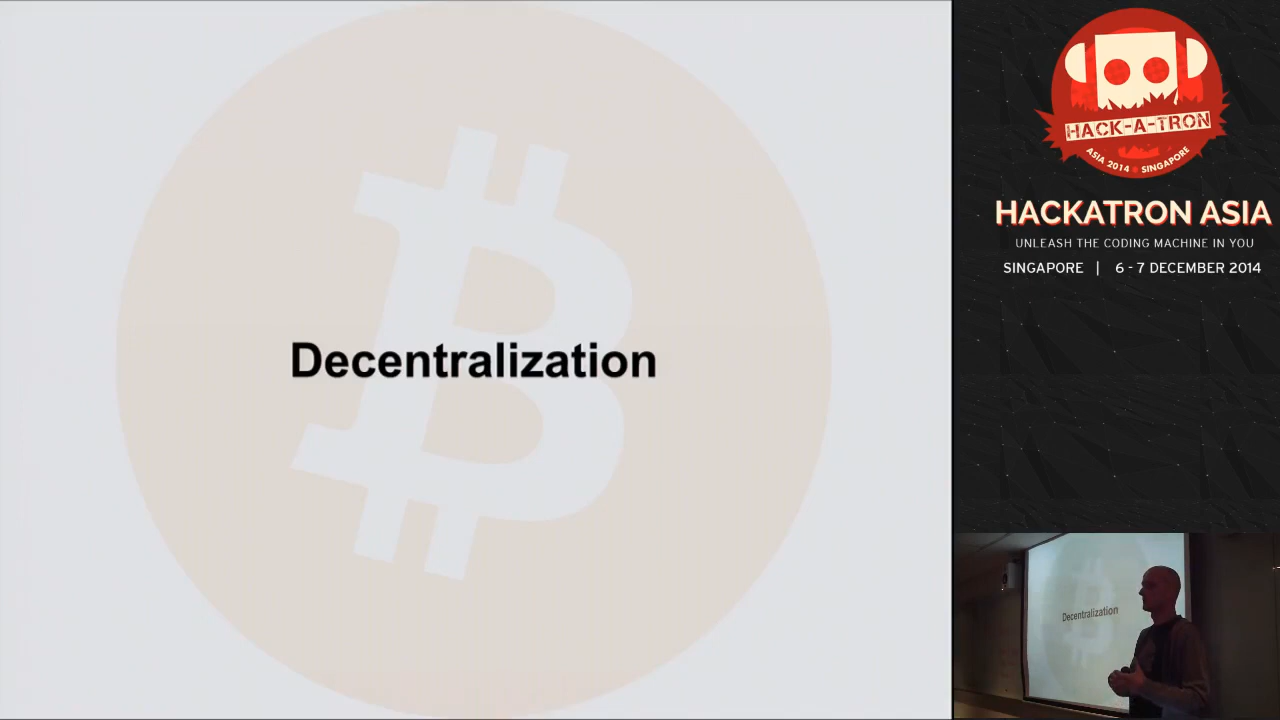 Decentralization
HACK-A-TRON
ASIA 2014 SINGAPORE
HACKATRON ASIA
UNLEASH THE CODING MACHINE IN YOU
SINGAPORE | 6 - 7 DECEMBER 2014
Decentralization